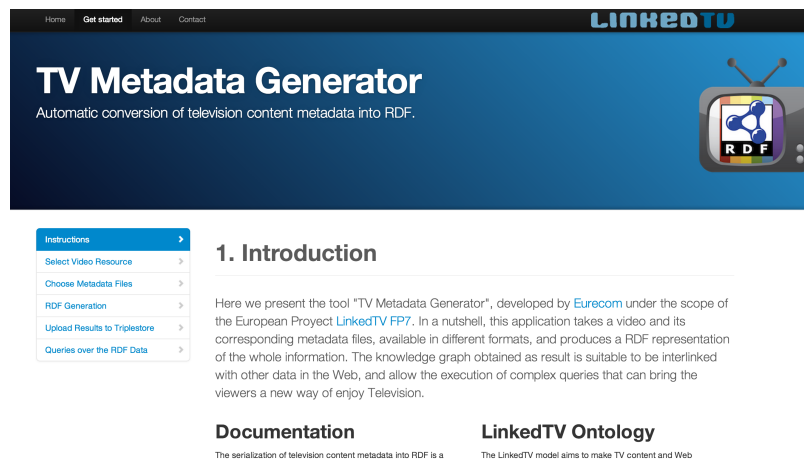 Home Get started About Contact
LINKEDTV
TV Metadata Generator
Automatic conversion of television content metadata into RDF.
RDF
Instructions
Select Video Resource
Choose Metadata Files
RDF Generation
Upload Results to Triplestore
Queries over the RDF Data
1. Introduction
Here we present the tool "TV Metadata Generator", developed by Eurecom under the scope of
the European Proyect LinkedTV FP7. In a nutshell, this application takes a video and its
corresponding metadata files, available in different formats, and produces a RDF representation
of the whole information. The knowledge graph obtained as result is suitable to be interlinked
with other data in the Web, and allow the execution of complex queries that can bring the
viewers a new way of enjoy Television.
Documentation
The serialization of television content metadata into RDF is a
LinkedTV Ontology
The LinkedTV model aims to make TV content and Web